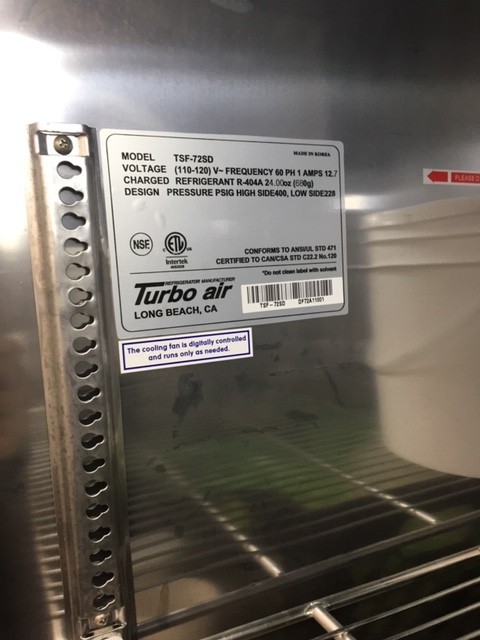 MODEL TSF-72SD MADE IN KOREA
VOLTAGE (110-120) V~ FREQUENCY 60 PH 1 AMPS 12.7
CHARGED REFRIGERANT R-404A 24.00oz (680g)
DESIGN PRESSURE PSIG HIGH SIDE400, LOW SIDE228
NSF
ETL
Intertek
CONFORMS TO ANSI/UL STD 471
CERTIFIED TO CAN/CSA STD C22.2 No.120
*Do not clean label with solvent
REFRIGERATOR MANUFACTURER
Turbo air
LONG BEACH, CA
TSF-72SD DF72A11001
The cooling fan is digitally controlled
and runs only as needed.
PLEASE